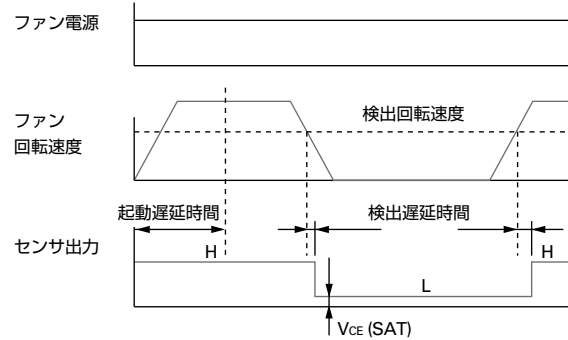 ファン電源
ファン
回転速度
検出回転速度
起動遅延時間
検出遅延時間
センサ出力
H
H
L
VCE (SAT)